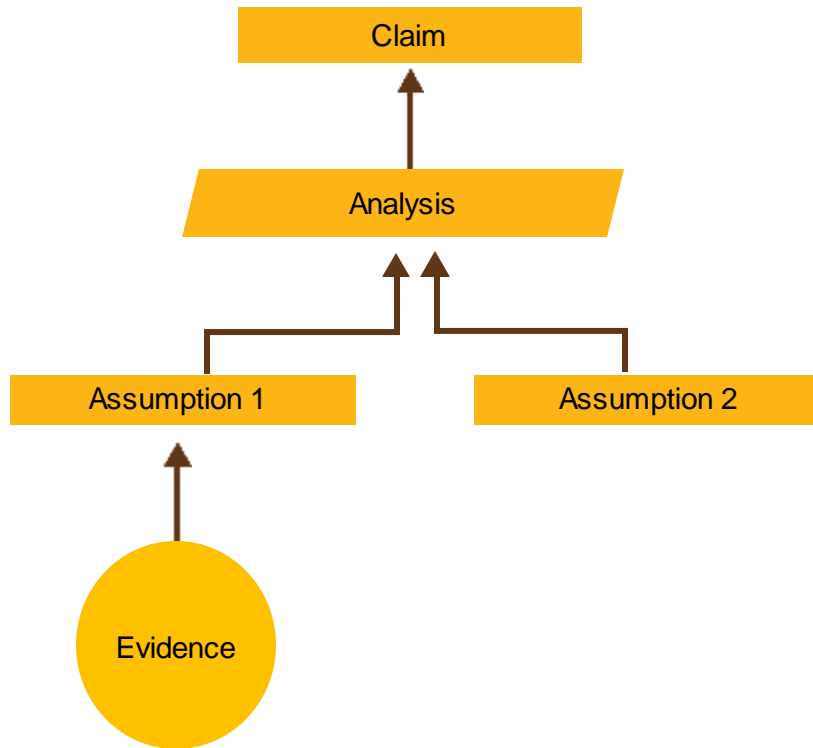 Claim
Analysis
Assumption 1
Assumption 2
Evidence